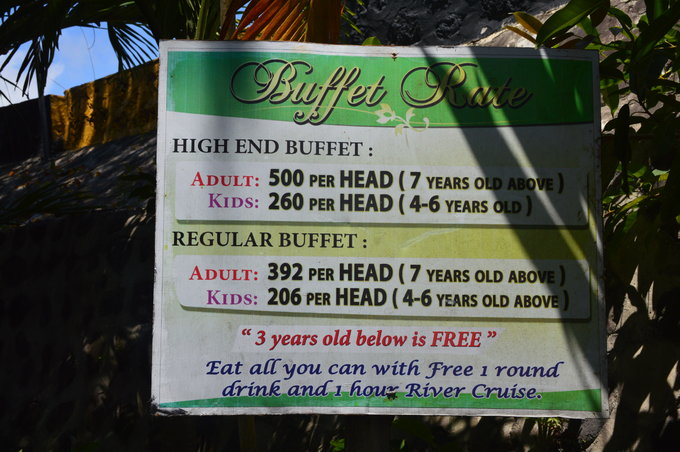 Buffet Rate
HIGH END BUFFET :
ADULT: 500 PER HEAD ( 7 YEARS OLD ABOVE )
KIDS: 260 PER HEAD ( 4-6 YEARS OLD )
REGULAR BUFFET :
ADULT: 392 PER HEAD ( 7 YEARS OLD ABOVE )
KIDS: 206 PER HEAD ( 4-6 YEARS OLD ABOVE )
“ 3 years old below is FREE ”
Eat all you can with Free 1 round
drink and 1 hour River Cruise.